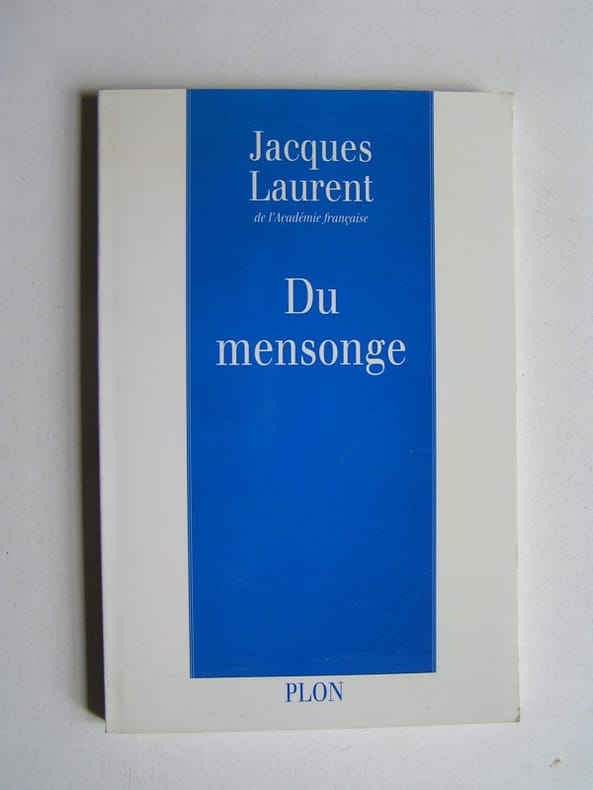 Jacques
Laurent
de l'Académie française
Du
mensonge
PLON